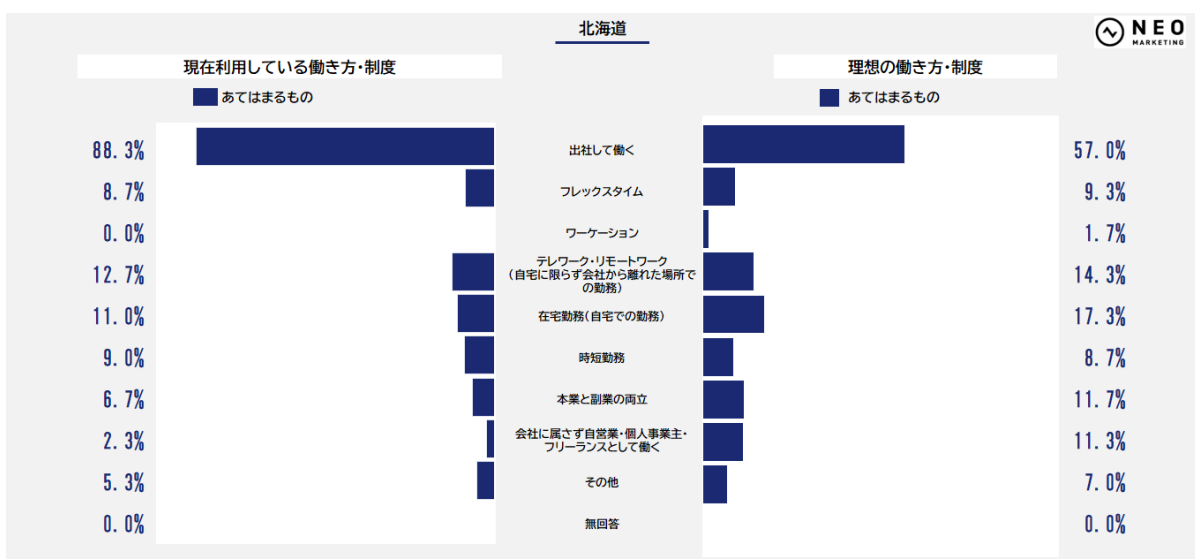 北海道
NEO
MARKETING
現在利用している働き方・制度
理想の働き方・制度
あてはまるもの
あてはまるもの
88.3%
出社して働く
57.0%
8.7%
フレックスタイム
9.3%
0.0%
ワーケーション
1.7%
12.7%
テレワーク・リモートワーク
(自宅に限らず会社から離れた場所で
の勤務)
14.3%
11.0%
在宅勤務(自宅での勤務)
17.3%
9.0%
時短勤務
8.7%
6.7%
本業と副業の両立
11.7%
2.3%
会社に属さず自営業・個人事業主・
フリーランスとして働く
11.3%
5.3%
その他
7.0%
0.0%
無回答
0.0%